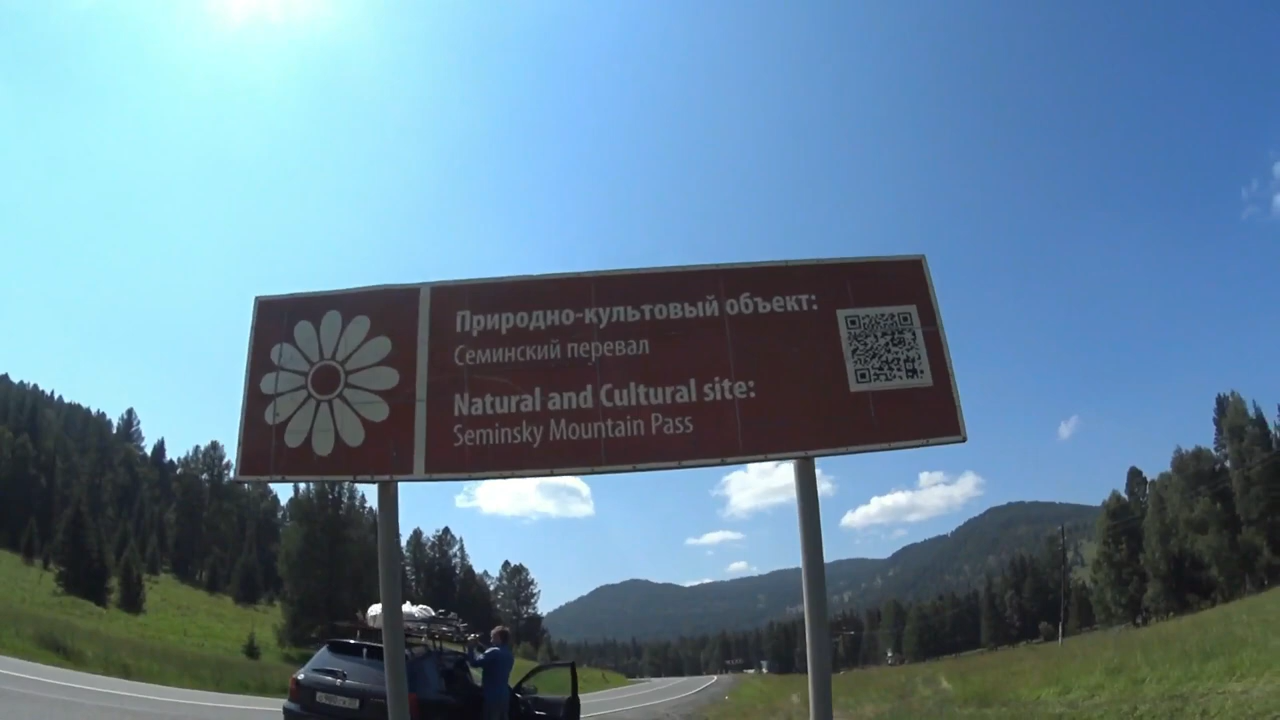 Природно-культовый объект:
Семинский перевал
Natural and Cultural site:
Seminsky Mountain Pass